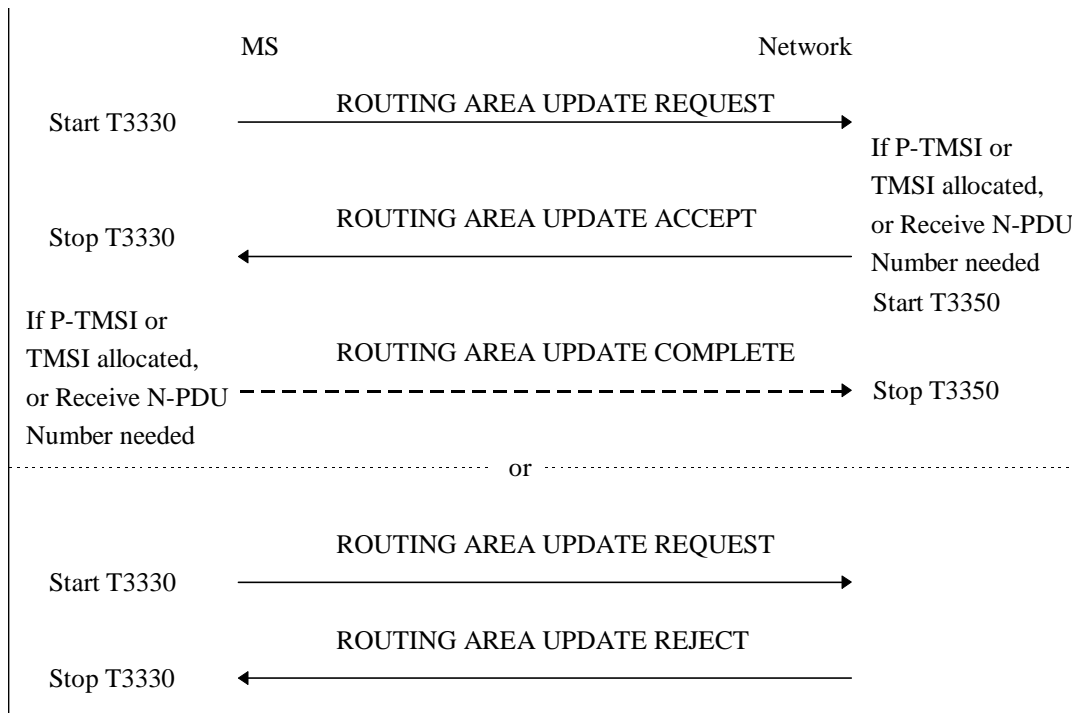 MS Network
ROUTING AREA UPDATE REQUEST
Start T3330
If P-TMSI or
TMSI allocated,
or Receive N-PDU
Number needed
Start T3350
ROUTING AREA UPDATE ACCEPT
Stop T3330
If P-TMSI or
TMSI allocated,
or Receive N-PDU
Number needed
ROUTING AREA UPDATE COMPLETE
Stop T3350
or
ROUTING AREA UPDATE REQUEST
Start T3330
ROUTING AREA UPDATE REJECT
Stop T3330